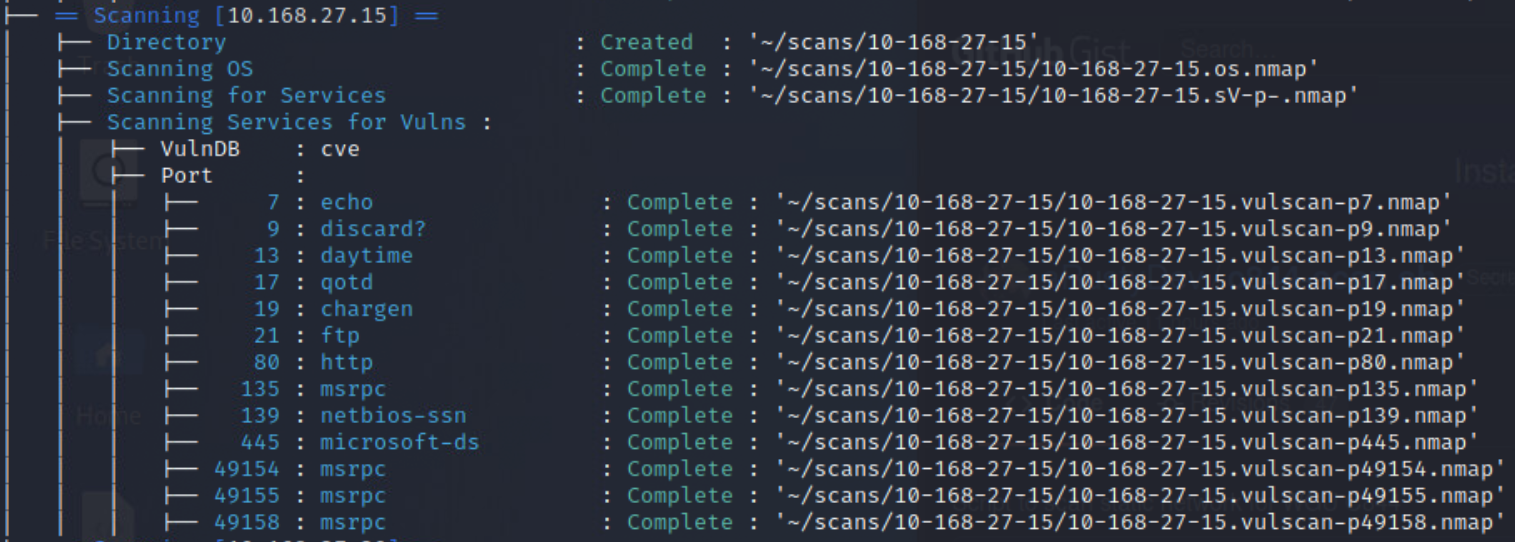 ├── == Scanning [10.168.27.15] ==
│   ├── Directory : Created : '~/scans/10-168-27-15'
│   ├── Scanning OS : Complete : '~/scans/10-168-27-15/10-168-27-15.os.nmap'
│   ├── Scanning for Services : Complete : '~/scans/10-168-27-15/10-168-27-15.sV-p-.nmap'
│   ├── Scanning Services for Vulns :
│   │   ├── VulnDB : cve
│   │   ├── Port :
│   │   │   ├── 7 : echo : Complete : '~/scans/10-168-27-15/10-168-27-15.vulscan-p7.nmap'
│   │   │   ├── 9 : discard? : Complete : '~/scans/10-168-27-15/10-168-27-15.vulscan-p9.nmap'
│   │   │   ├── 13 : daytime : Complete : '~/scans/10-168-27-15/10-168-27-15.vulscan-p13.nmap'
│   │   │   ├── 17 : qotd : Complete : '~/scans/10-168-27-15/10-168-27-15.vulscan-p17.nmap'
│   │   │   ├── 19 : chargen : Complete : '~/scans/10-168-27-15/10-168-27-15.vulscan-p19.nmap'
│   │   │   ├── 21 : ftp : Complete : '~/scans/10-168-27-15/10-168-27-15.vulscan-p21.nmap'
│   │   │   ├── 80 : http : Complete : '~/scans/10-168-27-15/10-168-27-15.vulscan-p80.nmap'
│   │   │   ├── 135 : msrpc : Complete : '~/scans/10-168-27-15/10-168-27-15.vulscan-p135.nmap'
│   │   │   ├── 139 : netbios-ssn : Complete : '~/scans/10-168-27-15/10-168-27-15.vulscan-p139.nmap'
│   │   │   ├── 445 : microsoft-ds : Complete : '~/scans/10-168-27-15/10-168-27-15.vulscan-p445.nmap'
│   │   │   ├── 49154 : msrpc : Complete : '~/scans/10-168-27-15/10-168-27-15.vulscan-p49154.nmap'
│   │   │   ├── 49155 : msrpc : Complete : '~/scans/10-168-27-15/10-168-27-15.vulscan-p49155.nmap'
│   │   │   ├── 49158 : msrpc : Complete : '~/scans/10-168-27-15/10-168-27-15.vulscan-p49158.nmap'
File System
Home
Gist
Search...